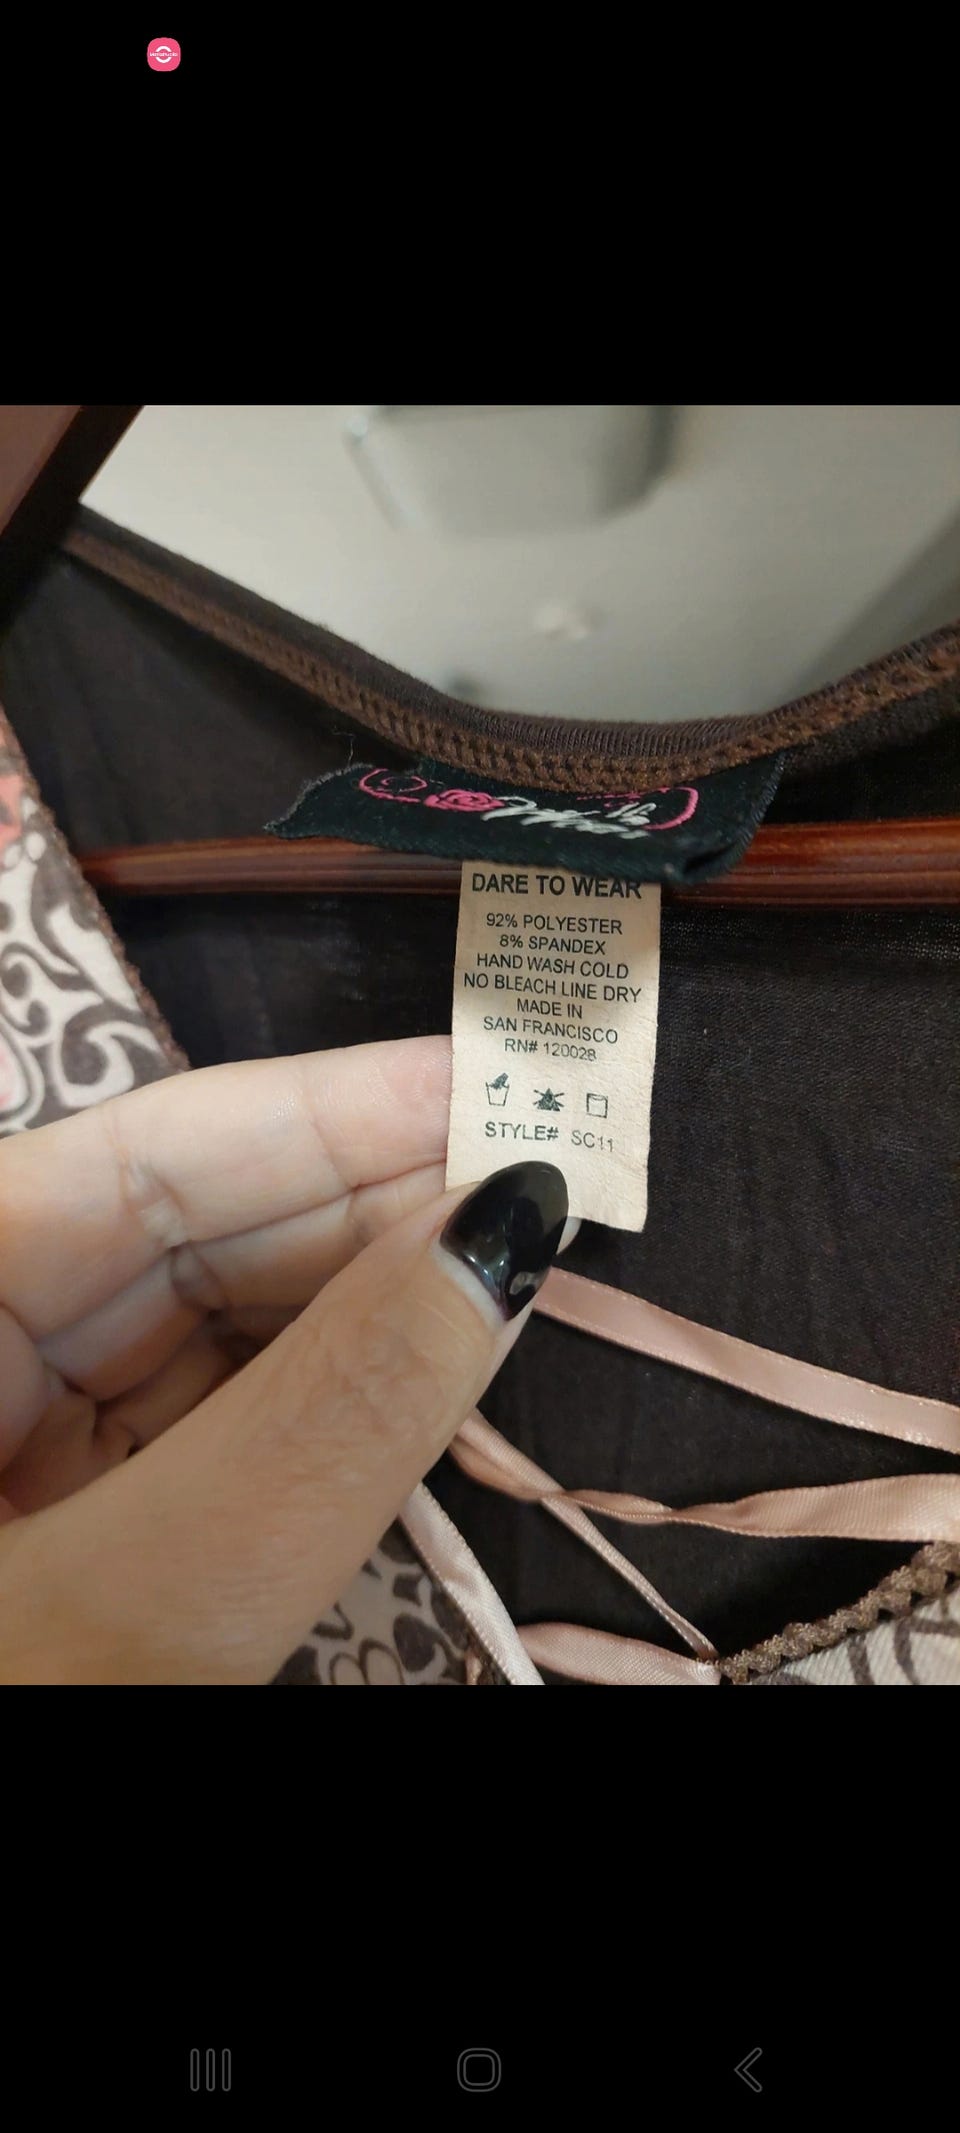 DARE TO WEAR
92% POLYESTER
8% SPANDEX
HAND WASH COLD
NO BLEACH LINE DRY
MADE IN
SAN FRANCISCO
RN# 120028
STYLE# SC11